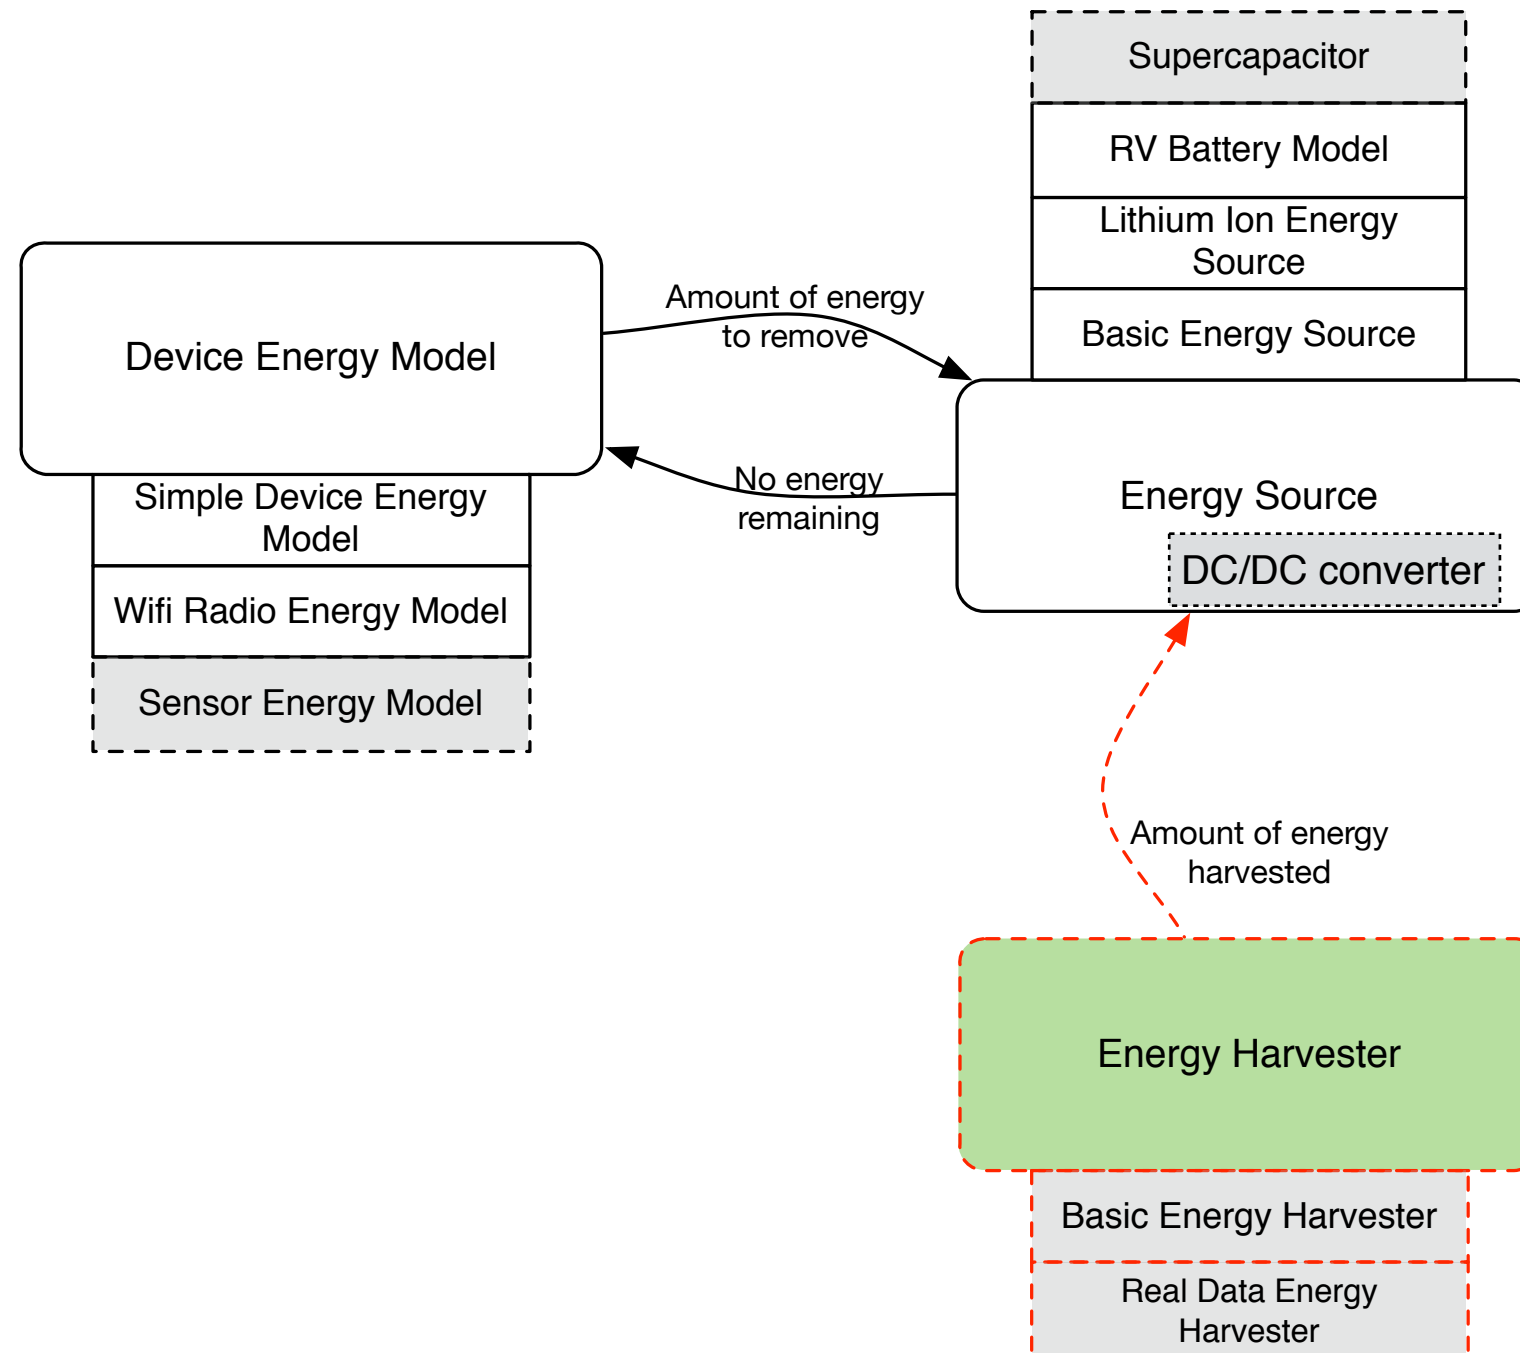 Supercapacitor
RV Battery Model
Lithium Ion Energy
Source
Basic Energy Source
Amount of energy
to remove
Device Energy Model
No energy
remaining
Energy Source
DC/DC converter
Simple Device Energy
Model
Wifi Radio Energy Model
Sensor Energy Model
Amount of energy
harvested
Energy Harvester
Basic Energy Harvester
Real Data Energy
Harvester